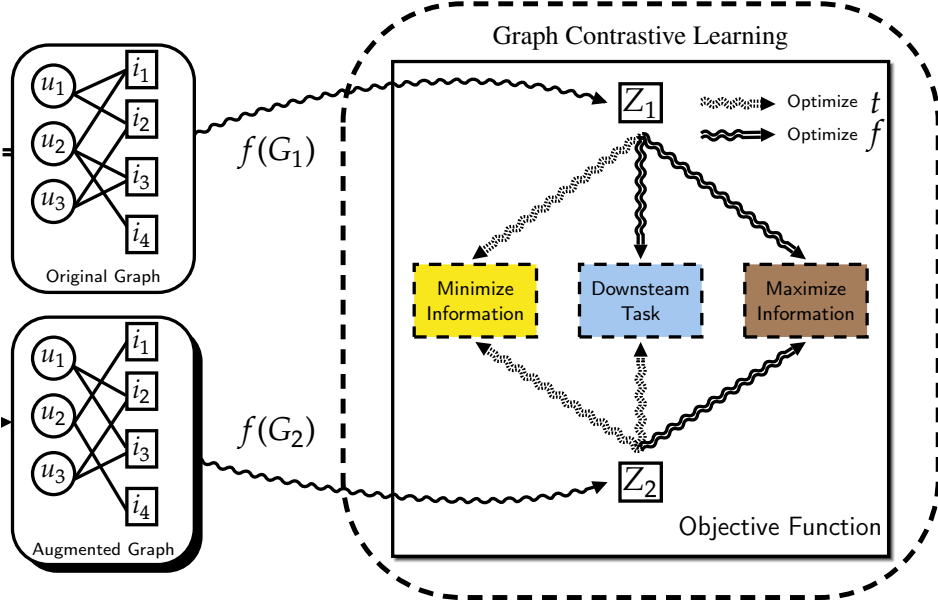 Graph Contrastive Learning
u1
u2
u3
i1
i2
i3
i4
Original Graph
f(G1)
Z1
Optimize t
Optimize f
Minimize
Information
Downsteam
Task
Maximize
Information
u1
u2
u3
i1
i2
i3
i4
Augmented Graph
f(G2)
Z2
Objective Function